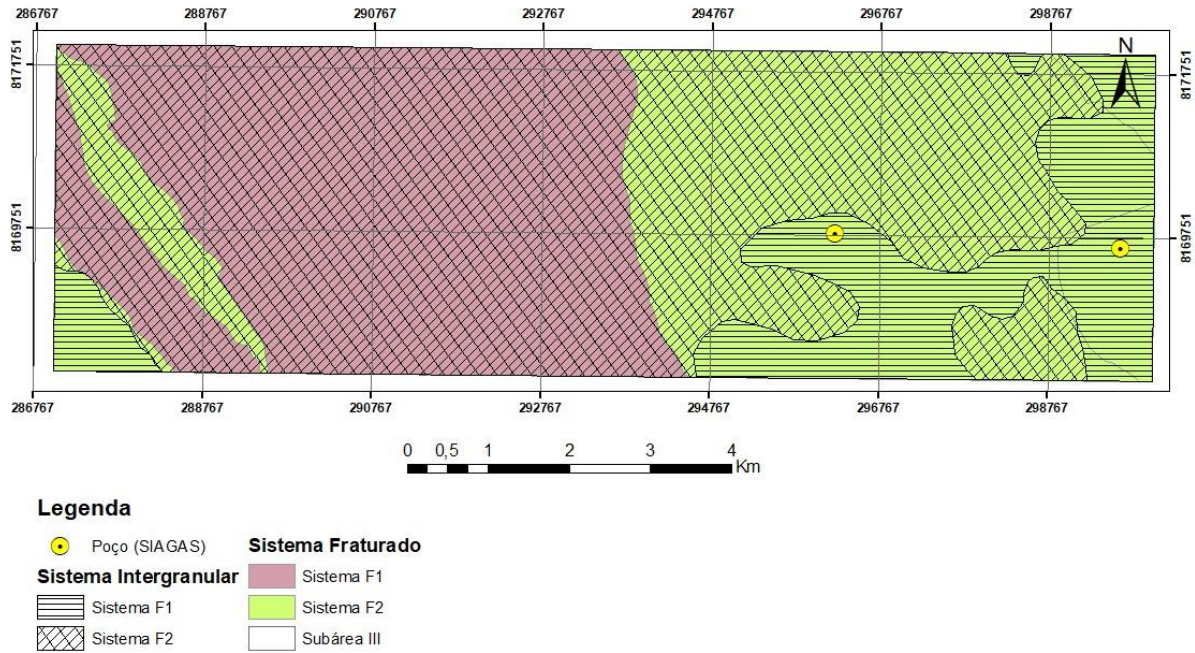 286767 288767 290767 292767 294767 296767 298767
N
8171751 8171751
8169751 8169751
286767 288767 290767 292767 294767 296767 298767
0 0,5 1 2 3 4
Km
Legenda
Poço (SIAGAS)
Sistema Fraturado
Sistema Intergranular
Sistema F1
Sistema F1
Sistema F2
Sistema F2
Subárea III